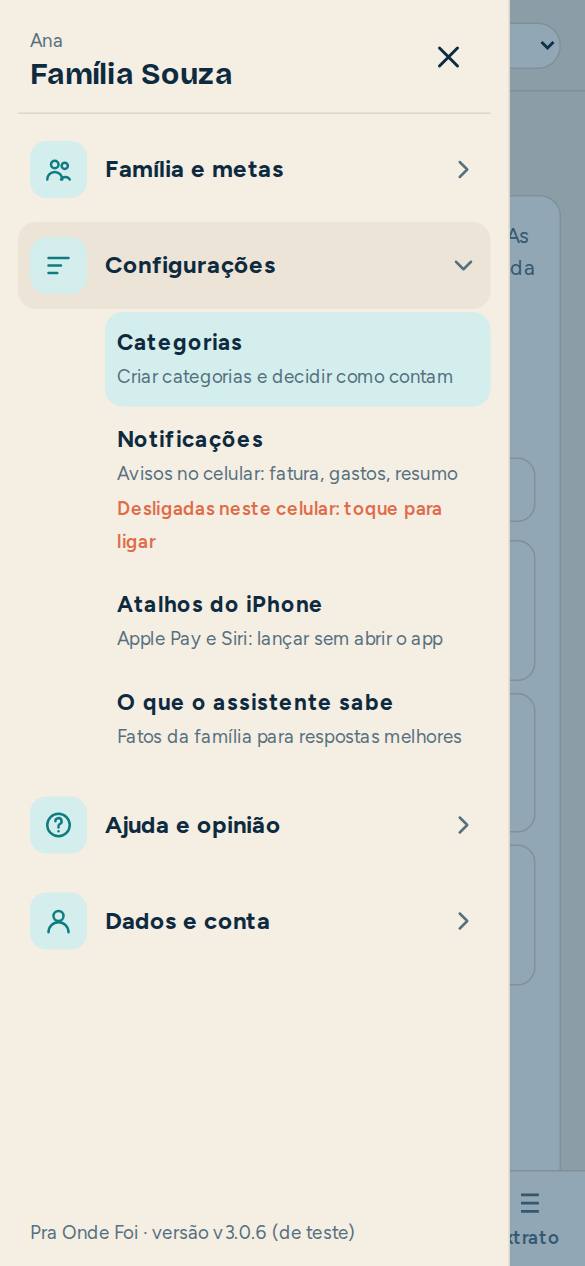 Ana
Família Souza
Família e metas
As
da
Configurações
Categorias
Criar categorias e decidir como contam
Notificações
Avisos no celular: fatura, gastos, resumo
Desligadas neste celular: toque para
ligar
Atalhos do iPhone
Apple Pay e Siri: lançar sem abrir o app
O que o assistente sabe
Fatos da família para respostas melhores
Ajuda e opinião
Dados e conta
Pra Onde Foi · versão v3.0.6 (de teste)